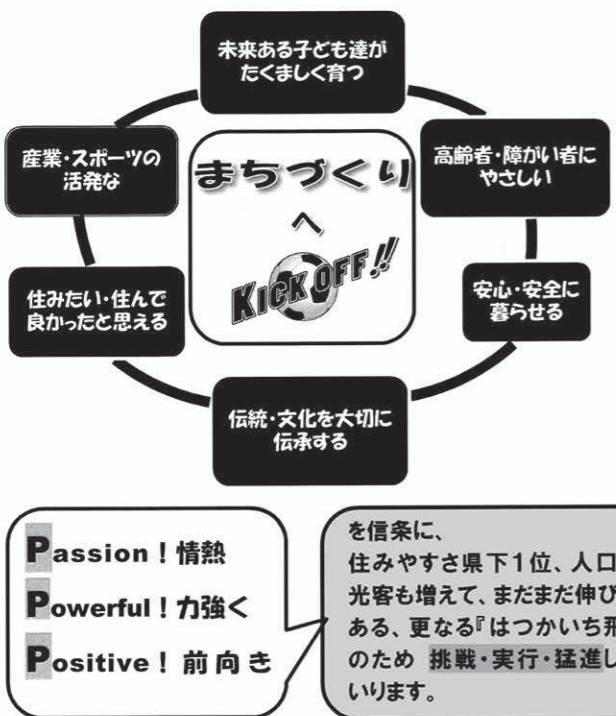 未来ある子ども達が
たくましく育つ
産業・スポーツの
活発な
まちづくり
へ
KICK OFF!!
高齢者・障がい者に
やさしい
住みたい・住んで
良かったと思える
安心・安全に
暮らせる
伝統・文化を大切に
伝承する
Passion！情熱
Powerful！力強く
Positive！前向き
を信条に、
住みやすさ県下1位、人口
光客も増えて、まだまだ伸び
ある、更なる『はつかいち飛
のため 挑戦・実行・猛進し
いります。